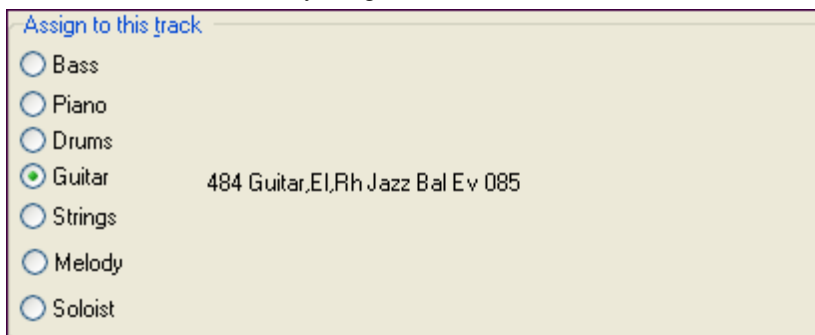 Assign to this track
Bass
Piano
Drums
Guitar 484 Guitar,El,Rh Jazz Bal Ev 085
Strings
Melody
Soloist